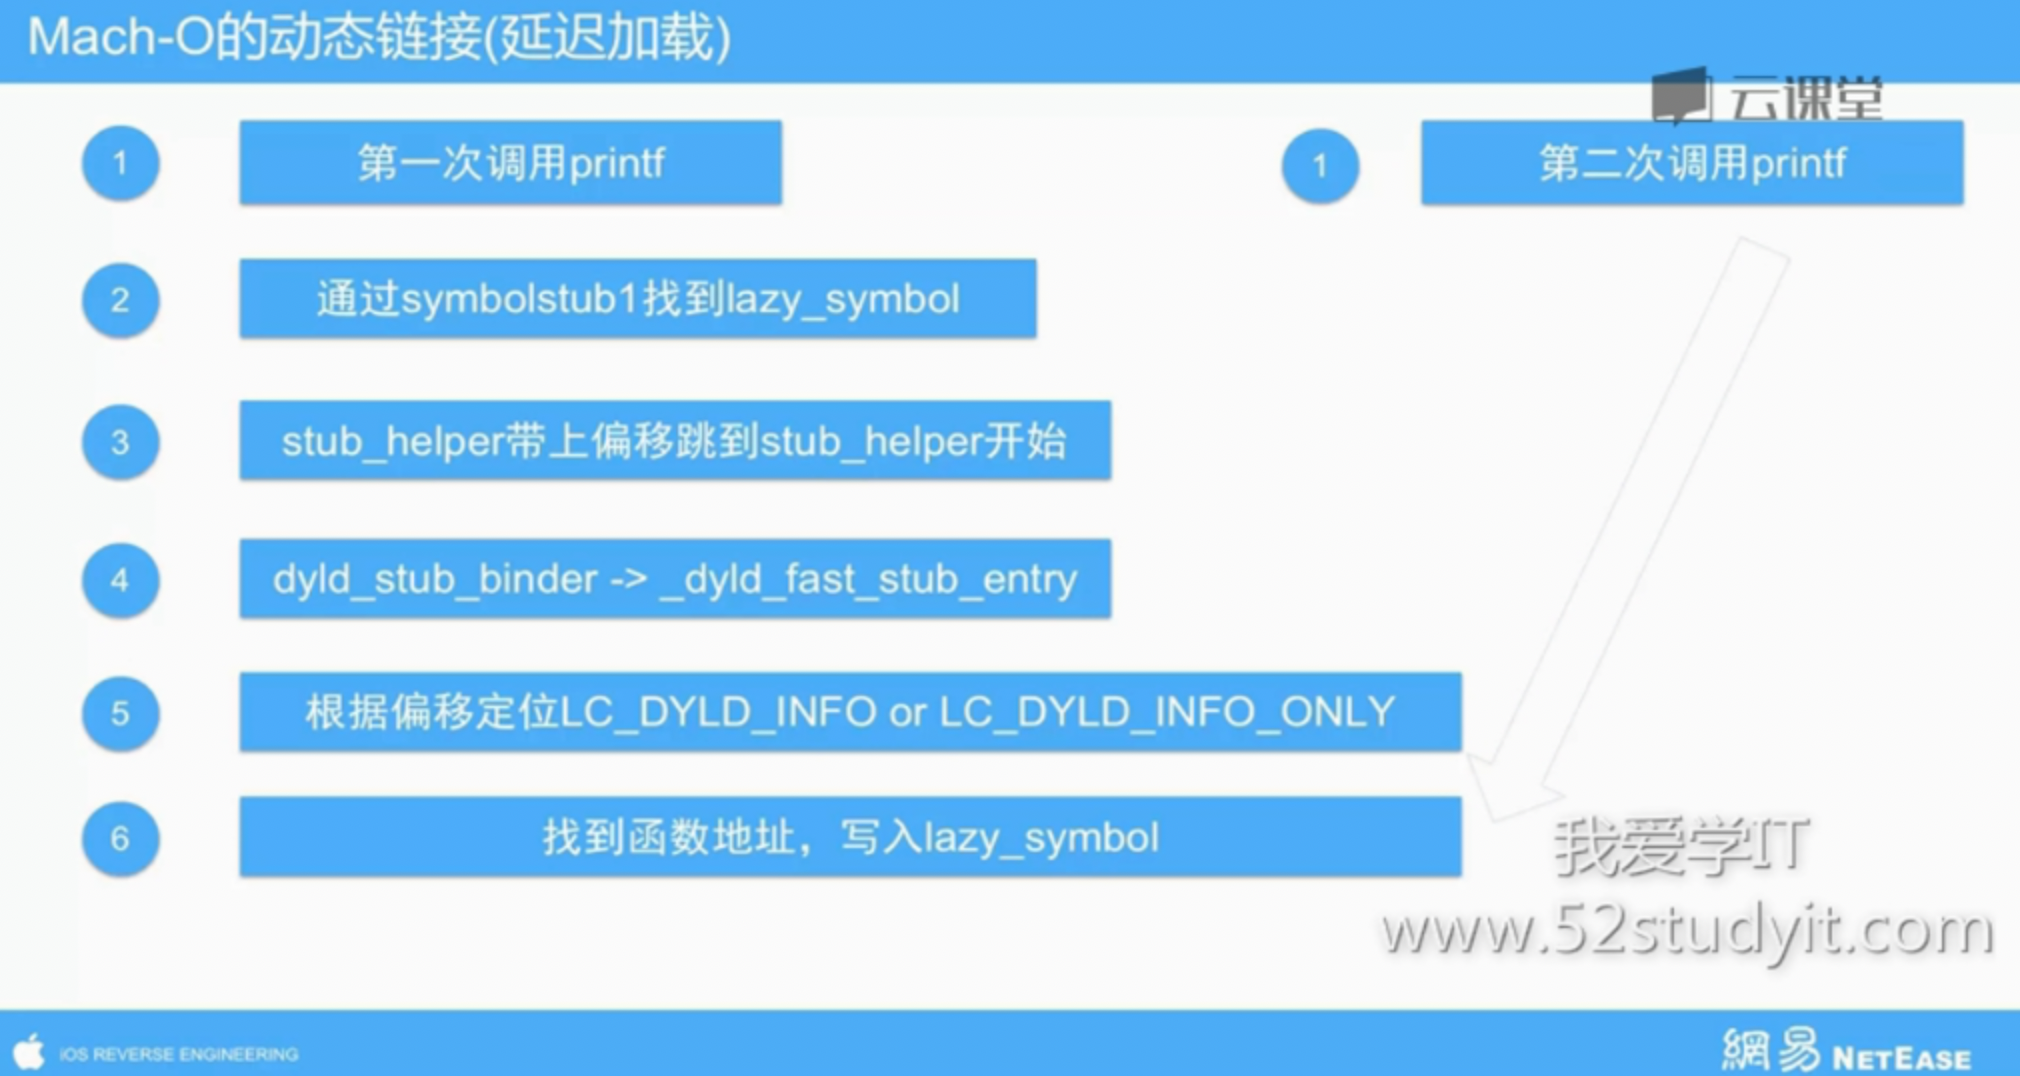 Mach-O的动态链接(延迟加载)
云课堂
1
第一次调用printf
1
第二次调用printf
2
通过symbolstub1找到lazy_symbol
3
stub_helper带上偏移跳到stub_helper开始
4
dyld_stub_binder -> _dyld_fast_stub_entry
5
根据偏移定位LC_DYLD_INFO or LC_DYLD_INFO_ONLY
6
找到函数地址，写入lazy_symbol
我爱学IT
www.52studyit.com
iOS REVERSE ENGINEERING
網易 NETEASE